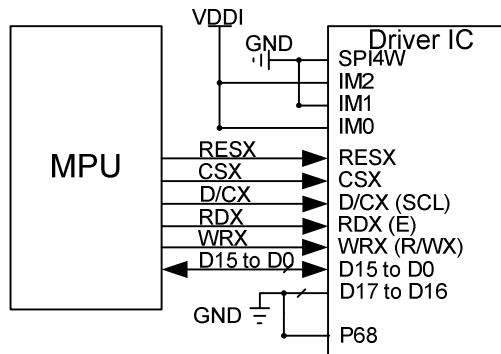 VDDI
GND
Driver IC
SPI4W
IM2
IM1
IM0
MPU
RESX
RESX
CSX
CSX
D/CX
D/CX (SCL)
RDX
RDX (E)
WRX
WRX (R/WX)
D15 to D0
D15 to D0
D17 to D16
GND
P68